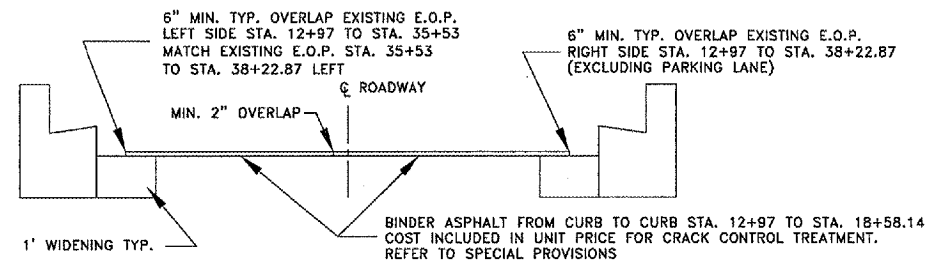 6" MIN. TYP. OVERLAP EXISTING E.O.P.
LEFT SIDE STA. 12+97 TO STA. 35+53
MATCH EXISTING E.O.P. STA. 35+53
TO STA. 38+22.87 LEFT
6" MIN. TYP. OVERLAP EXISTING E.O.P.
RIGHT SIDE STA. 12+97 TO STA. 38+22.87
(EXCLUDING PARKING LANE)
℄ ROADWAY
MIN. 2" OVERLAP
1' WIDENING TYP.
BINDER ASPHALT FROM CURB TO CURB STA. 12+97 TO STA. 18+58.14
COST INCLUDED IN UNIT PRICE FOR CRACK CONTROL TREATMENT.
REFER TO SPECIAL PROVISIONS